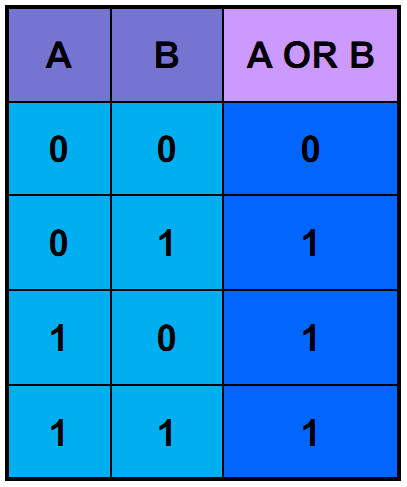 A B A OR B
0 0 0
0 1 1
1 0 1
1 1 1